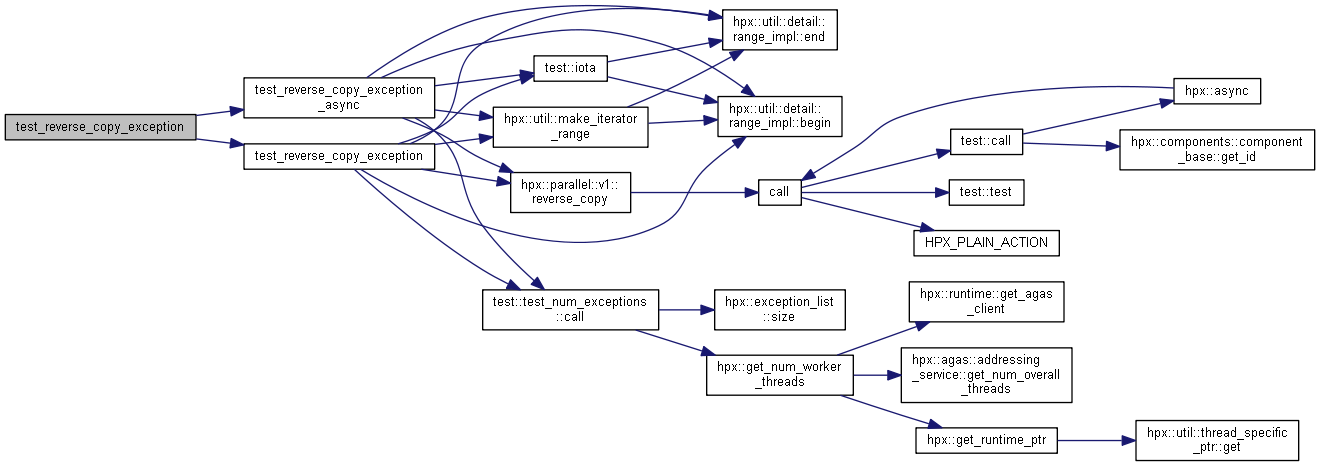 test_reverse_copy_exception
test_reverse_copy_exception
_async
test_reverse_copy_exception
hpx::util::detail::
range_impl::end
test::iota
hpx::util::make_iterator
_range
hpx::util::detail::
range_impl::begin
hpx::parallel::v1::
reverse_copy
call
test::call
hpx::async
hpx::components::component
_base::get_id
test::test
HPX_PLAIN_ACTION
test::test_num_exceptions
::call
hpx::exception_list
::size
hpx::get_num_worker
_threads
hpx::runtime::get_agas
_client
hpx::agas::addressing
_service::get_num_overall
_threads
hpx::get_runtime_ptr
hpx::util::thread_specific
_ptr::get